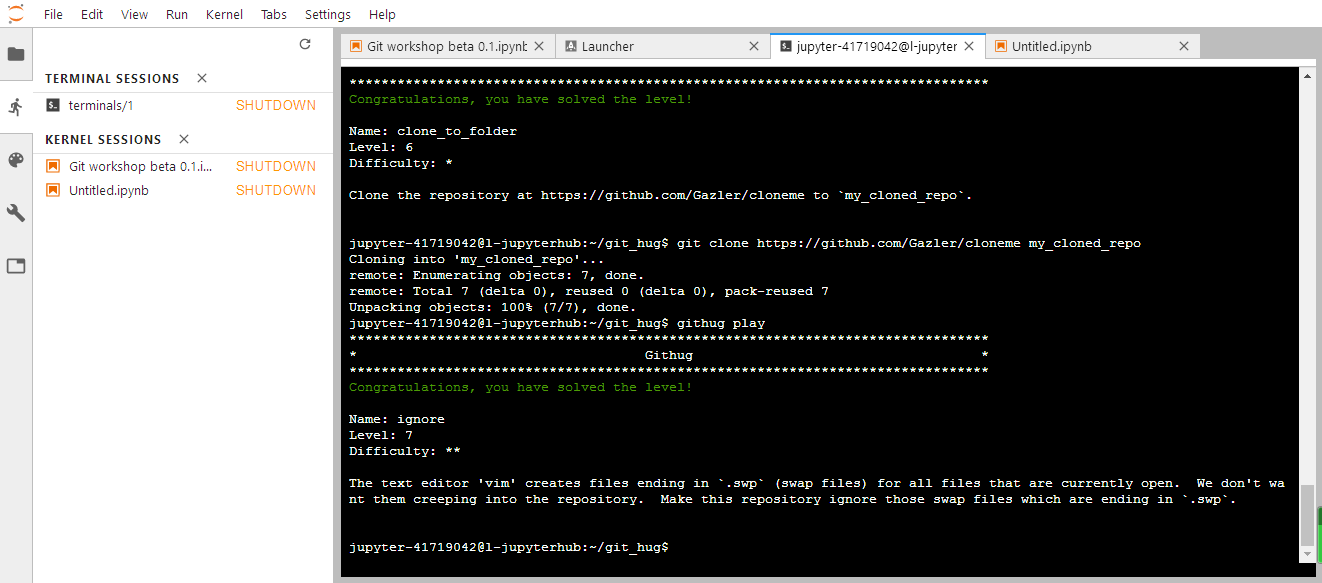 File Edit View Run Kernel Tabs Settings Help
TERMINAL SESSIONS
terminals/1 SHUTDOWN
KERNEL SESSIONS
Git workshop beta 0.1.i... SHUTDOWN
Untitled.ipynb SHUTDOWN
Git workshop beta 0.1.ipynb Launcher jupyter-41719042@l-jupyter Untitled.ipynb
********************************************************************************
Congratulations, you have solved the level!
Name: clone_to_folder
Level: 6
Difficulty: *
Clone the repository at https://github.com/Gazler/cloneme to `my_cloned_repo`.
jupyter-41719042@l-jupyterhub:~/git_hug$ git clone https://github.com/Gazler/cloneme my_cloned_repo
Cloning into 'my_cloned_repo'...
remote: Enumerating objects: 7, done.
remote: Total 7 (delta 0), reused 0 (delta 0), pack-reused 7
Unpacking objects: 100% (7/7), done.
jupyter-41719042@l-jupyterhub:~/git_hug$ githug play
********************************************************************************
* Githug *
********************************************************************************
Congratulations, you have solved the level!
Name: ignore
Level: 7
Difficulty: **
The text editor 'vim' creates files ending in `.swp` (swap files) for all files that are currently open.  We don't wa
nt them creeping into the repository.  Make this repository ignore those swap files which are ending in `.swp`.
jupyter-41719042@l-jupyterhub:~/git_hug$